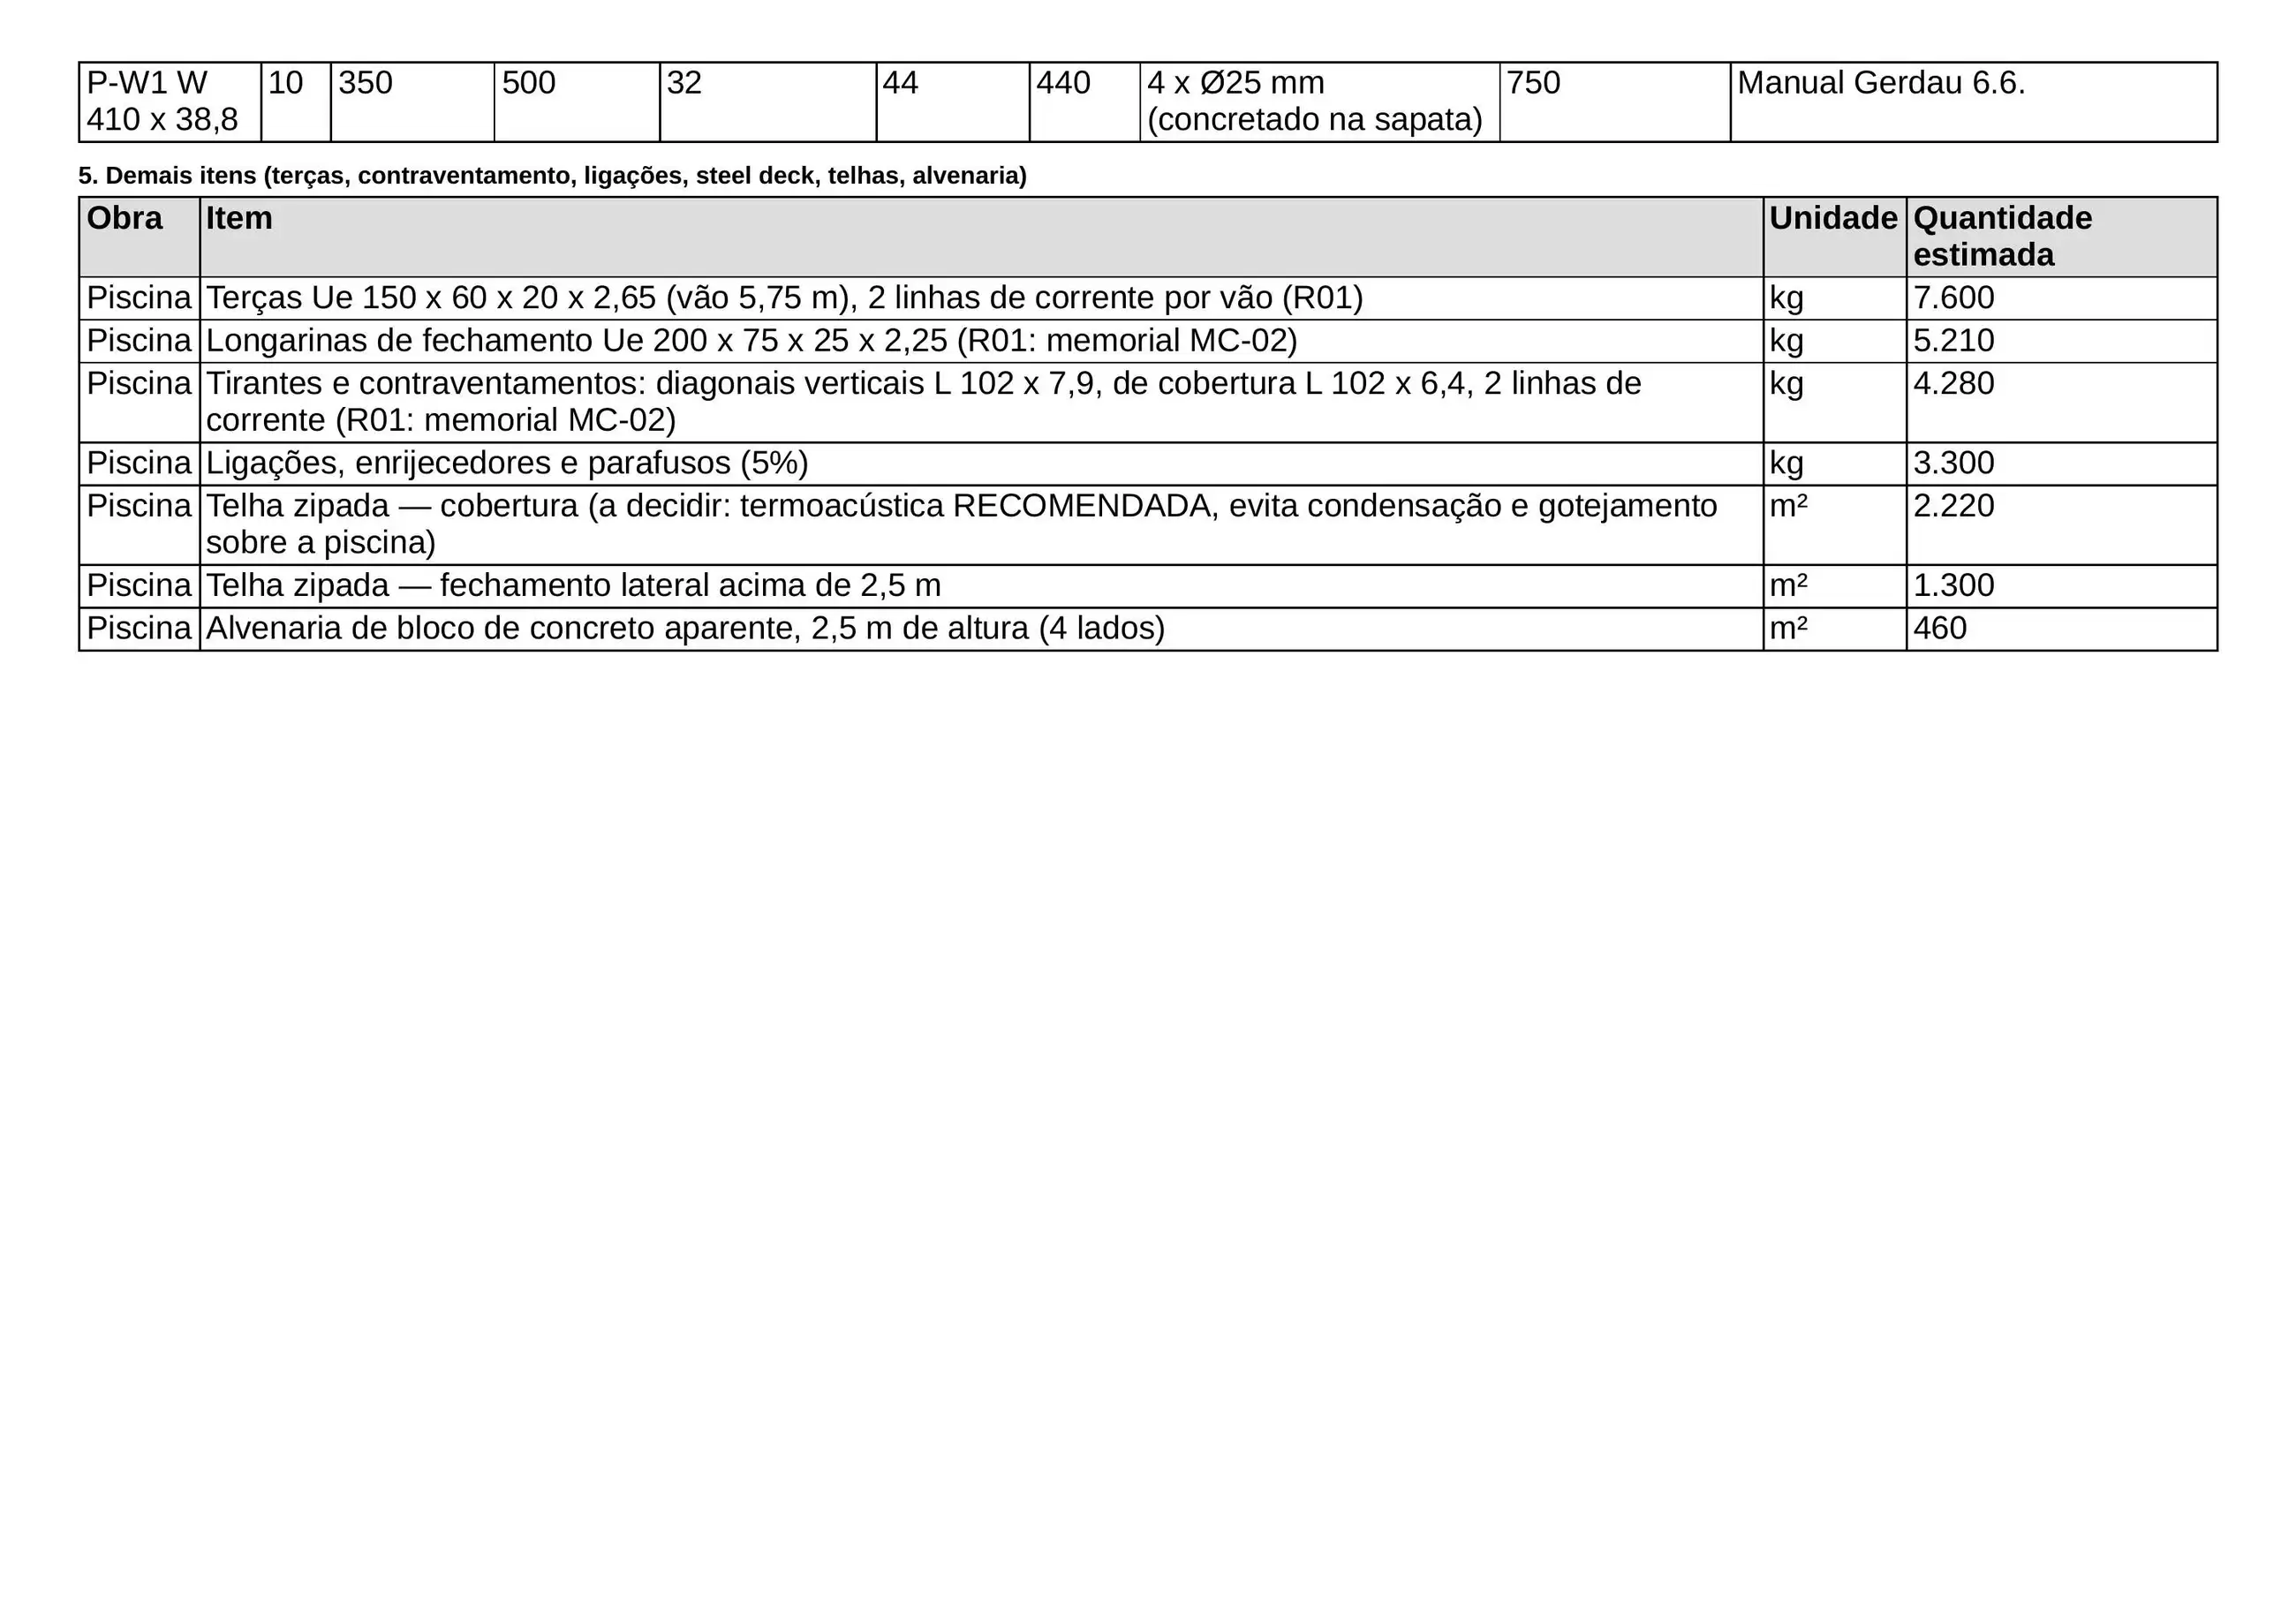 P-W1 W 10 350 500 32 44 440 4 x Ø25 mm 750 Manual Gerdau 6.6.
410 x 38,8 (concretado na sapata)
5. Demais itens (terças, contraventamento, ligações, steel deck, telhas, alvenaria)
Obra Item Unidade Quantidade
estimada
Piscina Terças Ue 150 x 60 x 20 x 2,65 (vão 5,75 m), 2 linhas de corrente por vão (R01) kg 7.600
Piscina Longarinas de fechamento Ue 200 x 75 x 25 x 2,25 (R01: memorial MC-02) kg 5.210
Piscina Tirantes e contraventamentos: diagonais verticais L 102 x 7,9, de cobertura L 102 x 6,4, 2 linhas de kg 4.280
corrente (R01: memorial MC-02)
Piscina Ligações, enrijecedores e parafusos (5%) kg 3.300
Piscina Telha zipada — cobertura (a decidir: termoacústica RECOMENDADA, evita condensação e gotejamento m² 2.220
sobre a piscina)
Piscina Telha zipada — fechamento lateral acima de 2,5 m m² 1.300
Piscina Alvenaria de bloco de concreto aparente, 2,5 m de altura (4 lados) m² 460